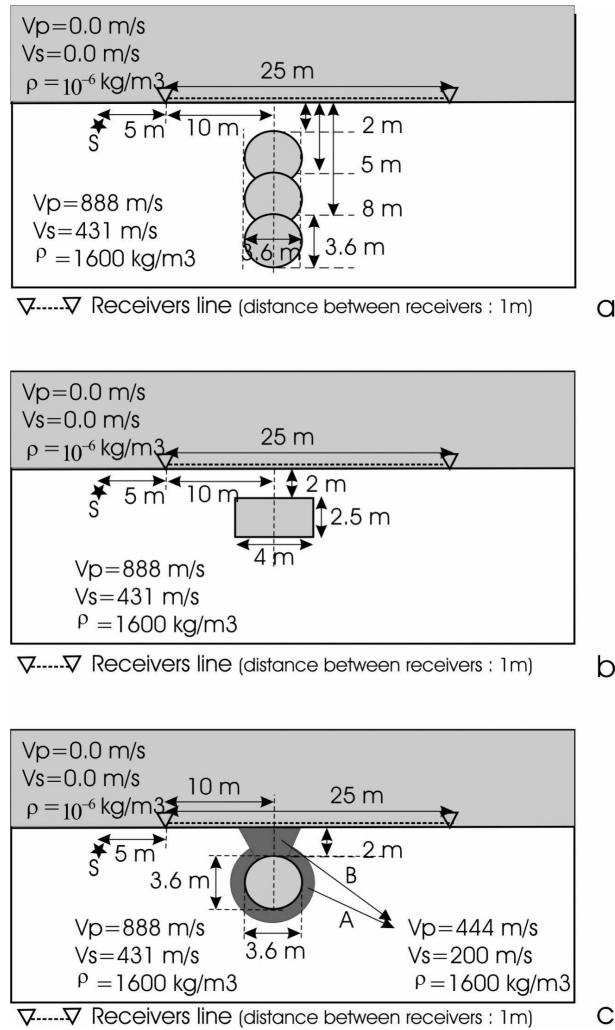 Vp=0.0 m/s
Vs=0.0 m/s
ρ = 10⁻⁶ kg/m3
25 m
5 m
10 m
2 m
S
5 m
8 m
Vp=888 m/s
Vs=431 m/s
ρ =1600 kg/m3
3.6 m
3.6 m
Receivers line (distance between receivers : 1m)
a
Vp=0.0 m/s
Vs=0.0 m/s
ρ = 10⁻⁶ kg/m3
25 m
5 m
10 m
2 m
S
2.5 m
4 m
Vp=888 m/s
Vs=431 m/s
ρ =1600 kg/m3
Receivers line (distance between receivers : 1m)
b
Vp=0.0 m/s
Vs=0.0 m/s
ρ = 10⁻⁶ kg/m3
10 m
25 m
5 m
2 m
S
3.6 m
B
A
Vp=888 m/s
Vs=431 m/s
ρ =1600 kg/m3
3.6 m
Vp=444 m/s
Vs=200 m/s
ρ =1600 kg/m3
Receivers line (distance between receivers : 1m)
c